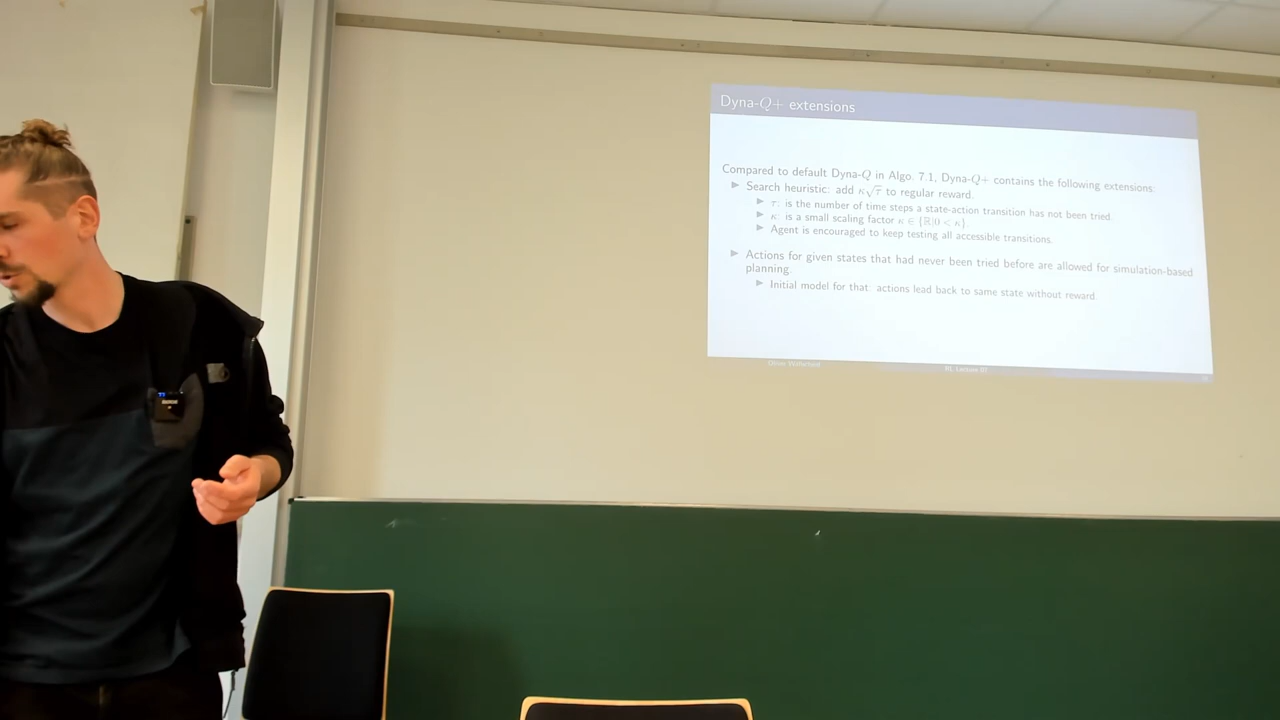 Dyna-Q+ extensions
Compared to default Dyna-Q in Algo. 7.1, Dyna-Q+ contains the following extensions:
▶ Search heuristic: add κ√τ to regular reward.
▶ τ: is the number of time steps a state-action transition has not been tried.
▶ κ: is a small scaling factor κ ∈ {ℝ|0 < κ}.
▶ Agent is encouraged to keep testing all accessible transitions.
▶ Actions for given states that had never been tried before are allowed for simulation-based
planning.
▶ Initial model for that: actions lead back to same state without reward.
RL Lecture 07